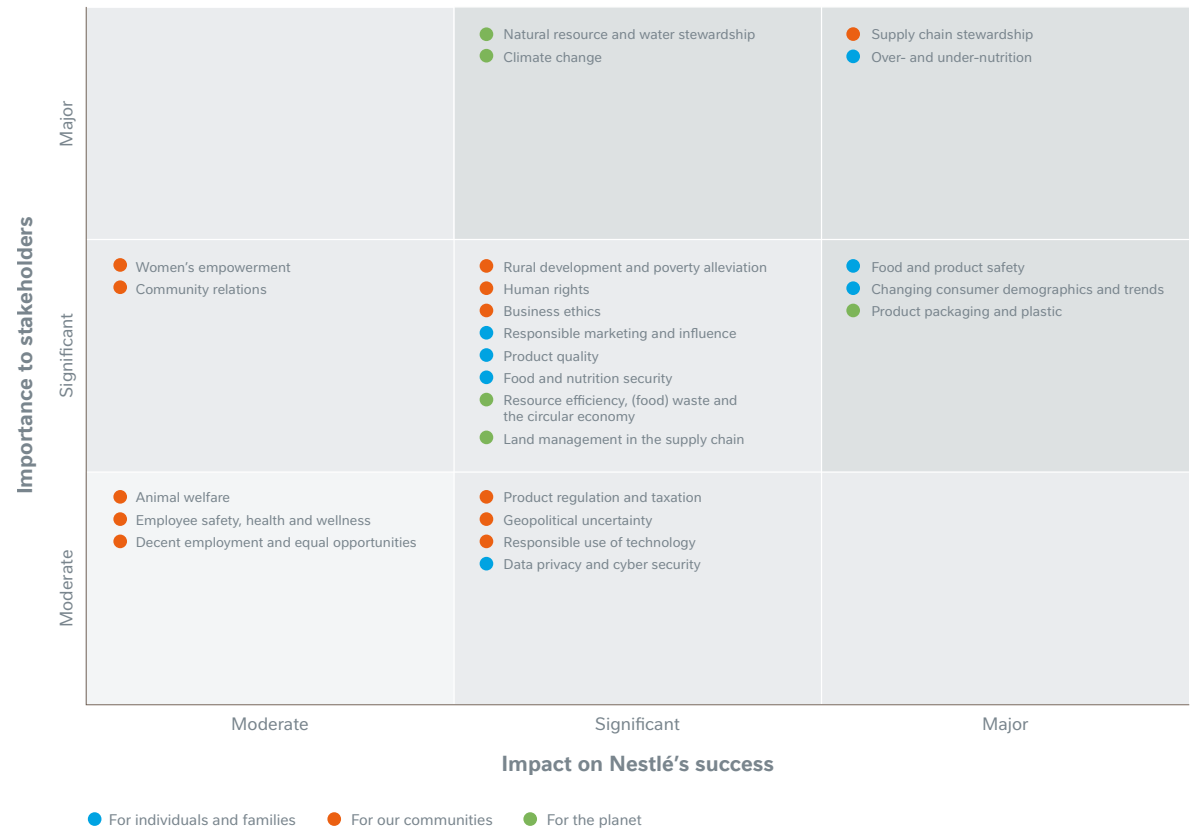 Importance to stakeholders
Major
Natural resource and water stewardship
Climate change
Supply chain stewardship
Over- and under-nutrition
Significant
Women's empowerment
Community relations
Rural development and poverty alleviation
Human rights
Business ethics
Responsible marketing and influence
Product quality
Food and nutrition security
Resource efficiency, (food) waste and
the circular economy
Land management in the supply chain
Food and product safety
Changing consumer demographics and trends
Product packaging and plastic
Moderate
Animal welfare
Employee safety, health and wellness
Decent employment and equal opportunities
Product regulation and taxation
Geopolitical uncertainty
Responsible use of technology
Data privacy and cyber security
Moderate
Significant
Major
Impact on Nestlé's success
For individuals and families
For our communities
For the planet